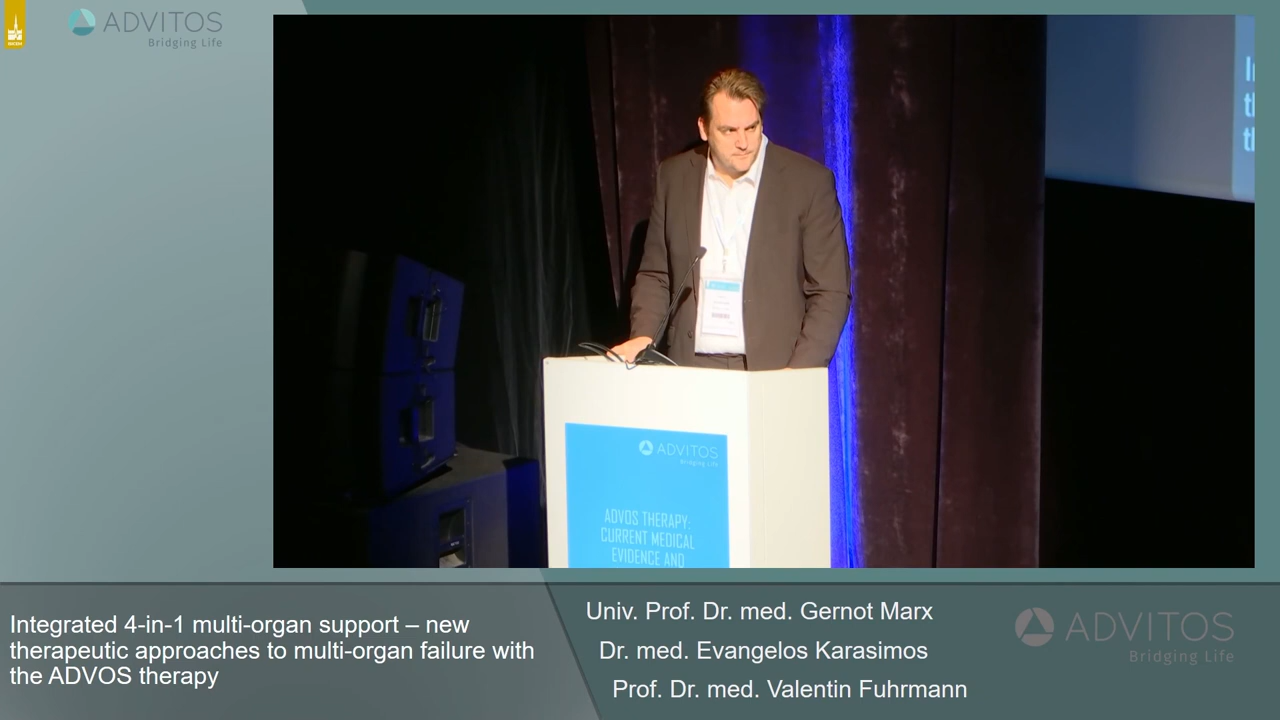 ADVITOS
Bridging Life
ADVITOS
Bridging Life
ADVOS THERAPY:
CURRENT MEDICAL
EVIDENCE AND
Integrated 4-in-1 multi-organ support – new
therapeutic approaches to multi-organ failure with
the ADVOS therapy
Univ. Prof. Dr. med. Gernot Marx
Dr. med. Evangelos Karasimos
Prof. Dr. med. Valentin Fuhrmann
ADVITOS
Bridging Life